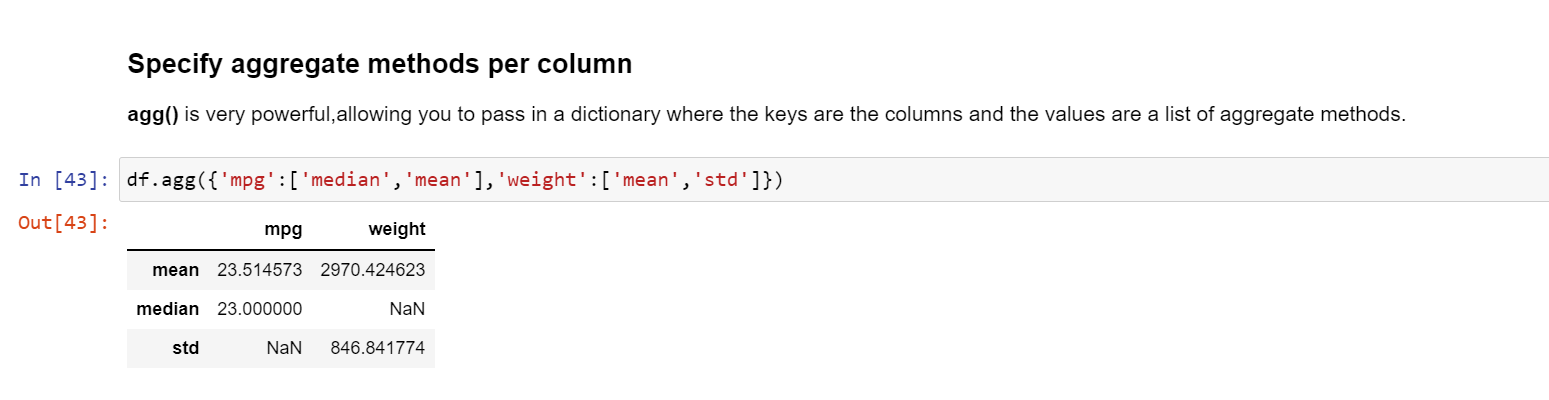 Specify aggregate methods per column
agg() is very powerful,allowing you to pass in a dictionary where the keys are the columns and the values are a list of aggregate methods.
In [43]: df.agg({'mpg':['median','mean'],'weight':['mean','std']})
Out[43]:
mpg weight
mean 23.514573 2970.424623
median 23.000000 NaN
std NaN 846.841774